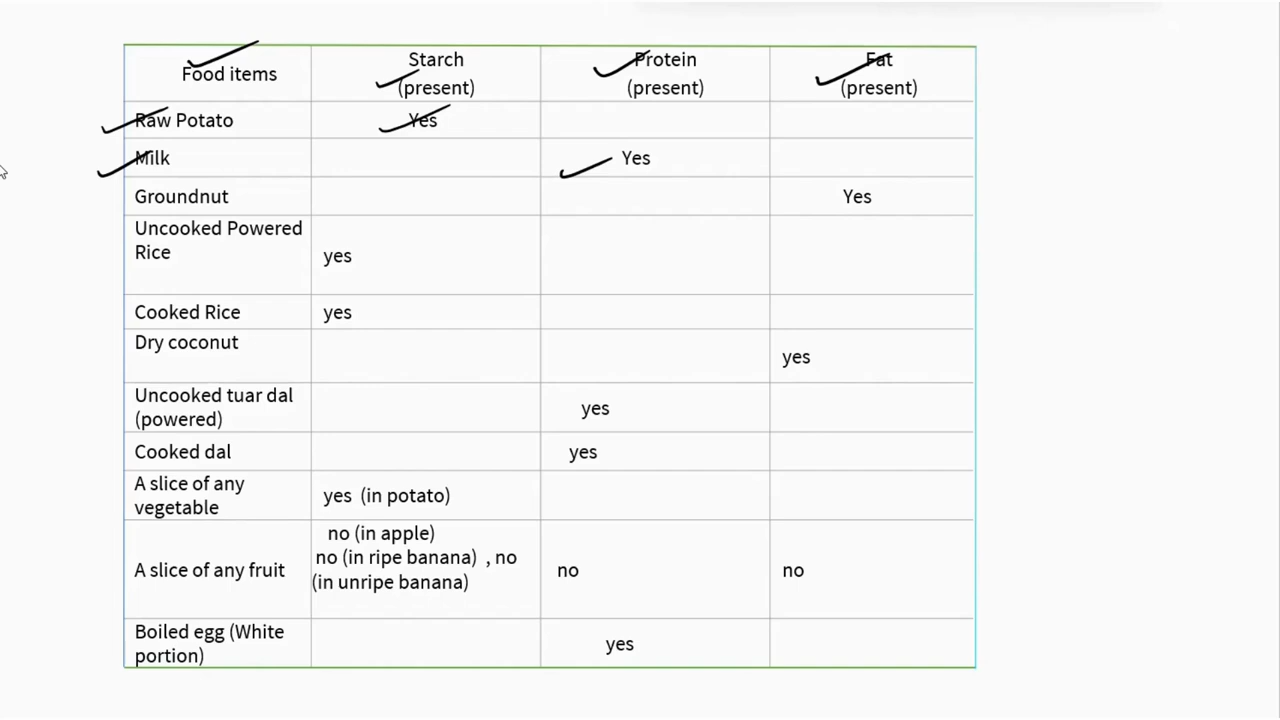 Food items Starch (present) Protein (present) Fat (present)
Raw Potato Yes
Milk Yes
Groundnut Yes
Uncooked Powered
Rice yes
Cooked Rice yes
Dry coconut yes
Uncooked tuar dal
(powered) yes
Cooked dal yes
A slice of any
vegetable yes (in potato)
A slice of any fruit no (in apple)
no (in ripe banana) , no
(in unripe banana) no no
Boiled egg (White
portion) yes